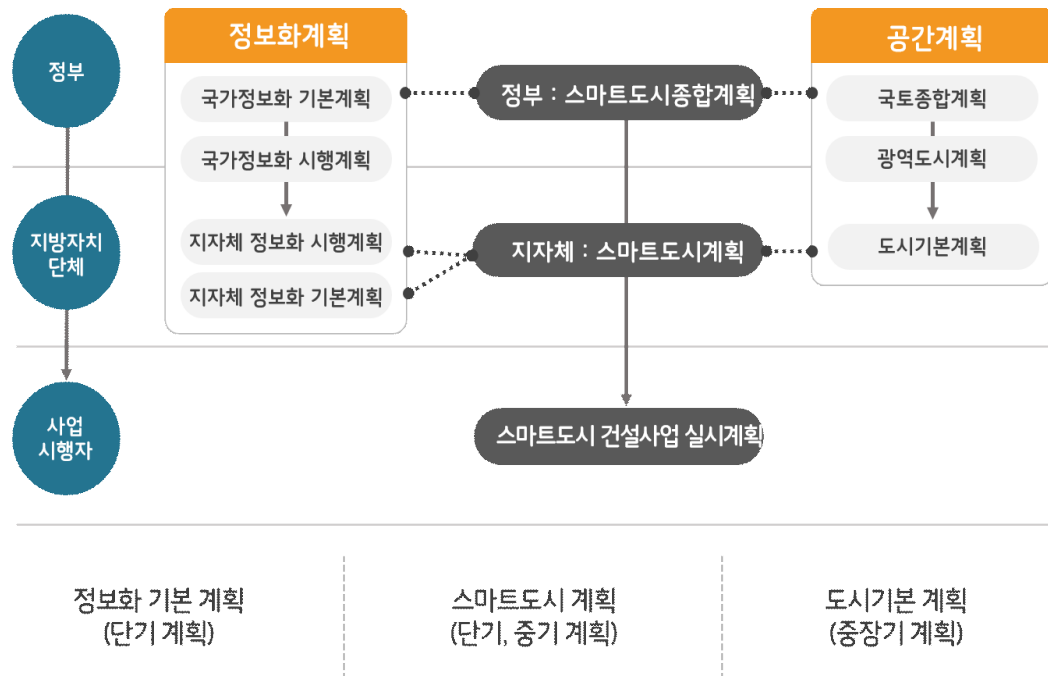 정부
정보화계획
공간계획
국가정보화 기본계획
정부 : 스마트도시종합계획
국토종합계획
국가정보화 시행계획
광역도시계획
지방자치
단체
지자체 정보화 시행계획
지자체 : 스마트도시계획
도시기본계획
지자체 정보화 기본계획
사업
시행자
스마트도시 건설사업 실시계획
정보화 기본 계획
(단기 계획)
스마트도시 계획
(단기, 중기 계획)
도시기본 계획
(중장기 계획)